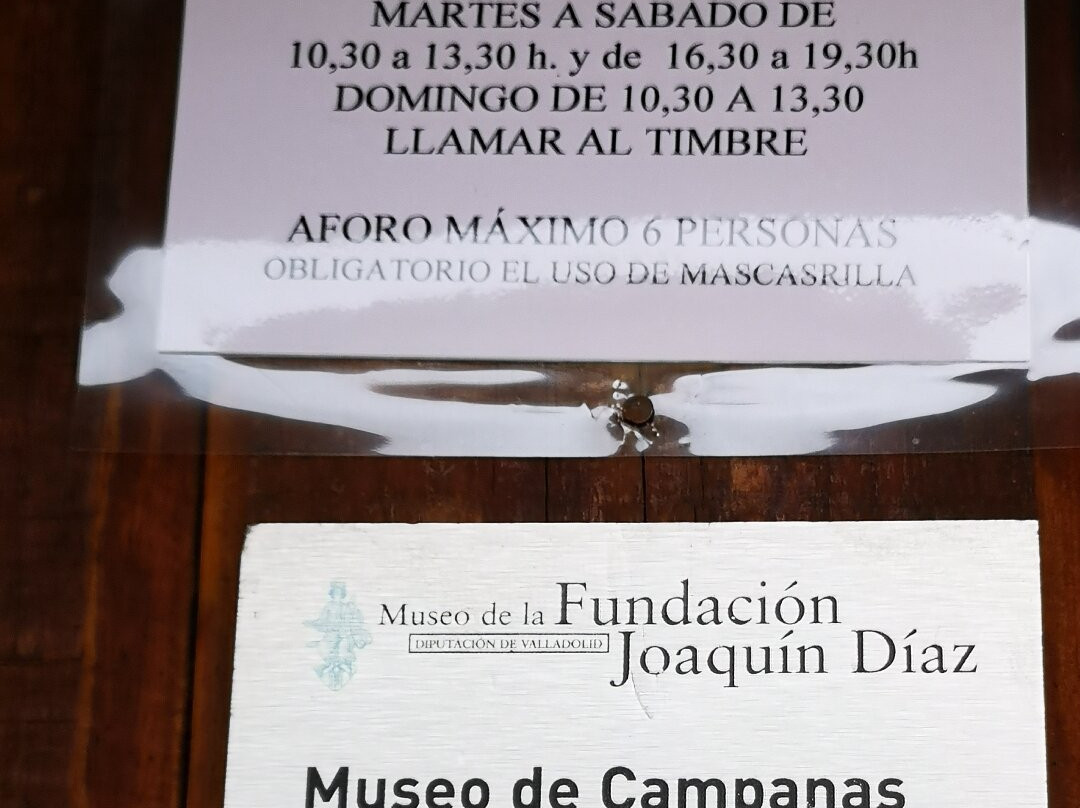 MARTES A SABADO DE
10,30 a 13,30 h. y de 16,30 a 19,30h
DOMINGO DE 10,30 A 13,30
LLAMAR AL TIMBRE
AFORO MÁXIMO 6 PERSONAS
OBLIGATORIO EL USO DE MASCASRILLA
Museo de la Fundación
DIPUTACIÓN DE VALLADOLID
Joaquín Díaz
Museo de Campanas